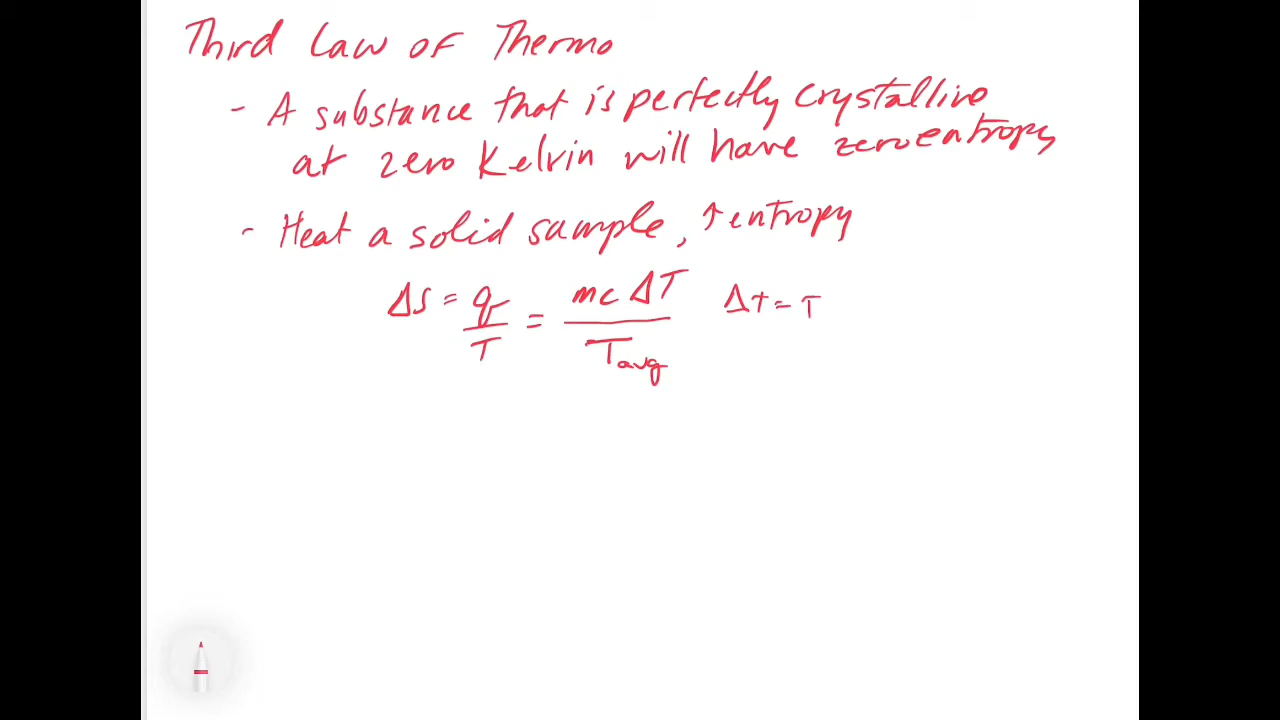 Third Law of Thermo
- A substance that is perfectly crystalline
at zero Kelvin will have zero entropy
- Heat a solid sample, ↑ entropy
ΔS = q/T = mcΔT/Tavg ΔT = T